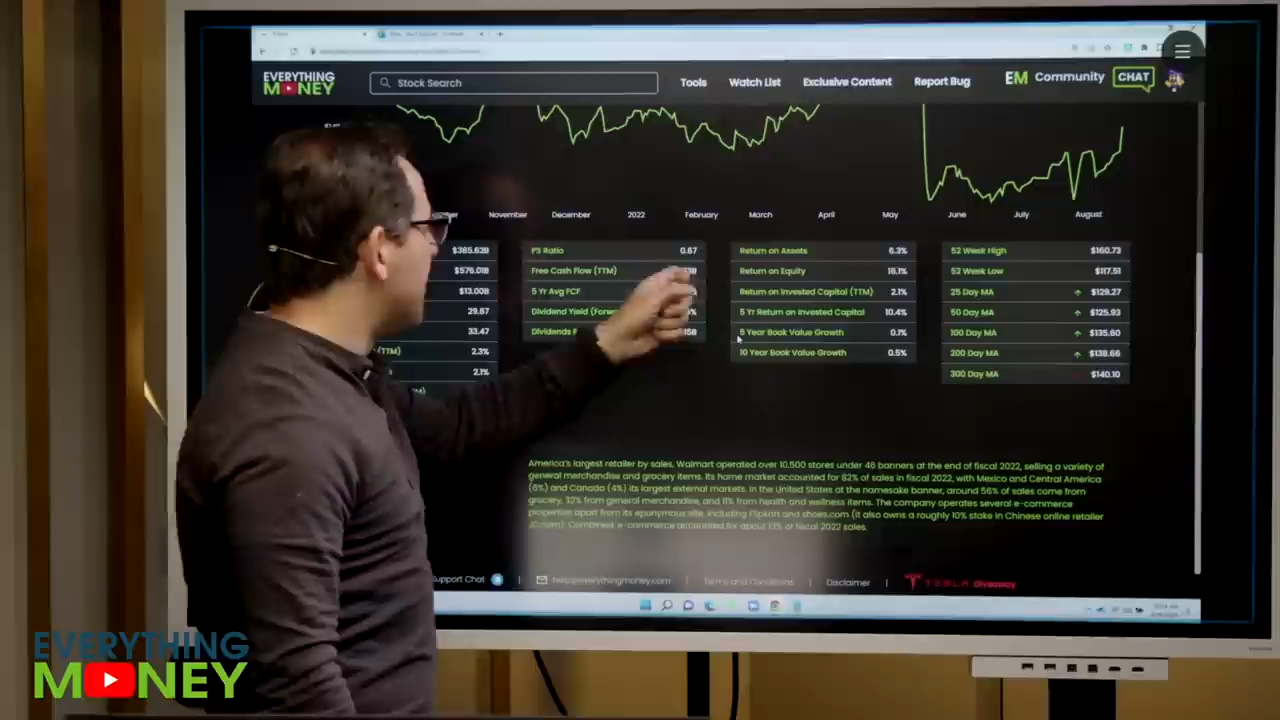 EVERYTHING
MONEY
Stock Search
Tools
Watch List
Exclusive Content
Report Bug
EM Community
CHAT
November
December
2022
February
March
April
May
June
July
August
$385.62B
$576.01B
$13.00B
29.67
33.47
(TTM)
2.3%
2.1%
PS Ratio 0.67
Free Cash Flow (TTM)
5 Yr Avg FCF
Dividend Yield
Return on Assets 6.3%
Return on Equity 16.1%
Return on Invested Capital (TTM) 2.1%
5 Yr Return on Invested Capital 10.4%
5 Year Book Value Growth 0.1%
10 Year Book Value Growth 0.5%
52 Week High $160.73
52 Week Low $117.51
25 Day MA $129.27
50 Day MA $125.93
100 Day MA $135.60
200 Day MA $138.66
300 Day MA $140.10
America's largest retailer by sales, Walmart operated over 10,500 stores under 46 banners at the end of fiscal 2022, selling a variety of
general merchandise and grocery items. Its home market accounted for 82% of sales in fiscal 2022, with Mexico and Central America
(6%) and Canada (4%) its largest external markets. In the United States at the namesake banner, around 56% of sales come from
grocery, 32% from general merchandise, and 11% from health and wellness items. The company operates several e-commerce
properties apart from its eponymous site, including Flipkart and shoes.com (it also owns a roughly 10% stake in Chinese online retailer
JD.com). Combined, e-commerce accounted for about 13% of fiscal 2022 sales.
Support Chat
help@everythingmoney.com
Terms and Conditions
Disclaimer
TESLA Giveaway
EVERYTHING
MONEY